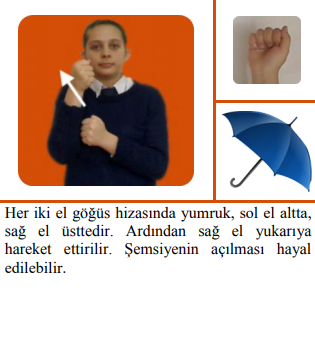 Her iki el göğüs hizasında yumruk, sol el altta,
sağ el üsttedir. Ardından sağ el yukarıya
hareket ettirilir. Şemsiyenin açılması hayal
edilebilir.